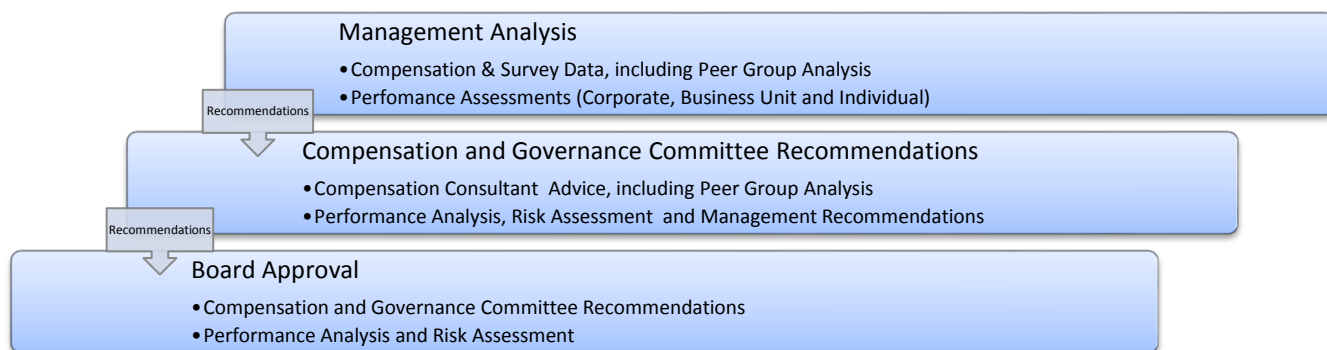 Management Analysis
•Compensation & Survey Data, including Peer Group Analysis
•Perfomance Assessments (Corporate, Business Unit and Individual)
Recommendations
Compensation and Governance Committee Recommendations
•Compensation Consultant Advice, including Peer Group Analysis
•Performance Analysis, Risk Assessment and Management Recommendations
Recommendations
Board Approval
•Compensation and Governance Committee Recommendations
•Performance Analysis and Risk Assessment